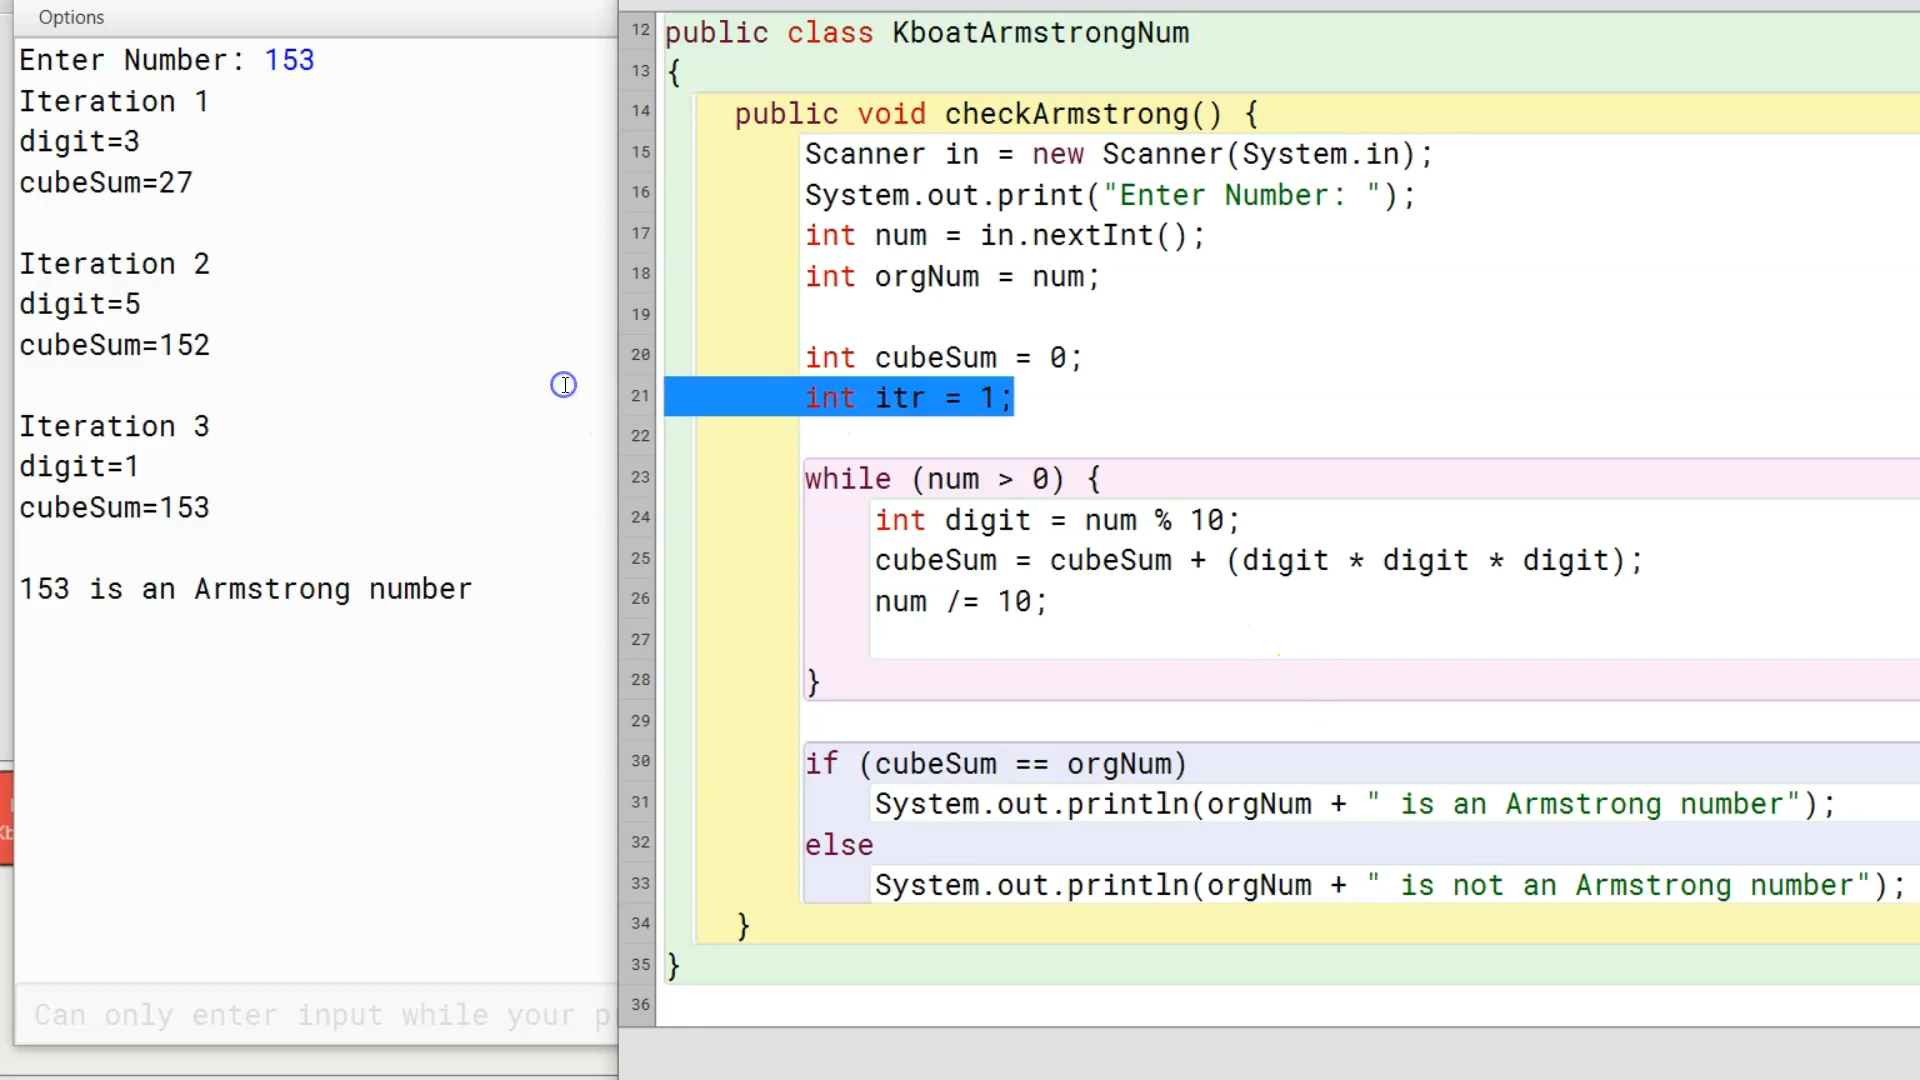 Options
Enter Number: 153
Iteration 1
digit=3
cubeSum=27
Iteration 2
digit=5
cubeSum=152
Iteration 3
digit=1
cubeSum=153
153 is an Armstrong number
Can only enter input while your p
12 public class KboatArmstrongNum
13 {
14 public void checkArmstrong() {
15 Scanner in = new Scanner(System.in);
16 System.out.print("Enter Number: ");
17 int num = in.nextInt();
18 int orgNum = num;
19
20 int cubeSum = 0;
21 int itr = 1;
22
23 while (num > 0) {
24 int digit = num % 10;
25 cubeSum = cubeSum + (digit * digit * digit);
26 num /= 10;
27
28 }
29
30 if (cubeSum == orgNum)
31 System.out.println(orgNum + " is an Armstrong number");
32 else
33 System.out.println(orgNum + " is not an Armstrong number");
34 }
35 }
36